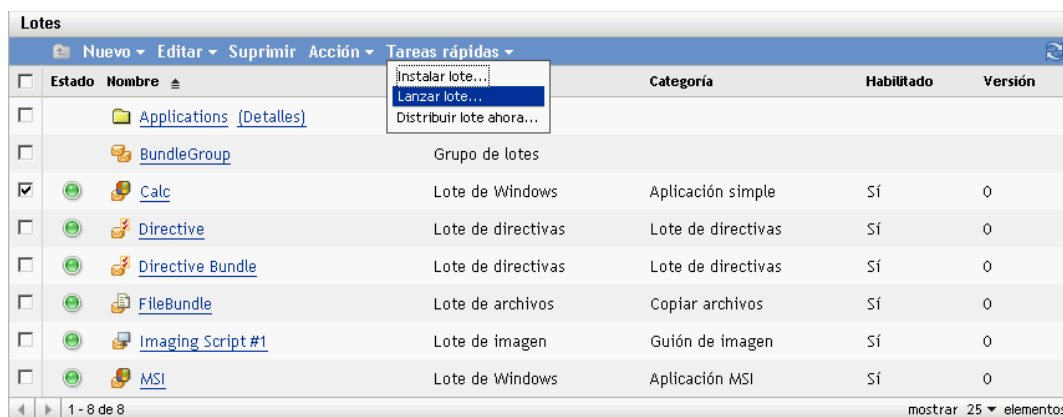 Lotes
Nuevo Editar Suprimir Acción Tareas rápidas
Estado Nombre Categoría Habilitado Versión
Instalar lote...
Lanzar lote...
Distribuir lote ahora...
Applications (Detalles)
BundleGroup Grupo de lotes
Calc Lote de Windows Aplicación simple Sí 0
Directive Lote de directivas Lote de directivas Sí 0
Directive Bundle Lote de directivas Lote de directivas Sí 0
FileBundle Lote de archivos Copiar archivos Sí 0
Imaging Script #1 Lote de imagen Guión de imagen Sí 0
MSI Lote de Windows Aplicación MSI Sí 0
1 - 8 de 8 mostrar 25 elementos